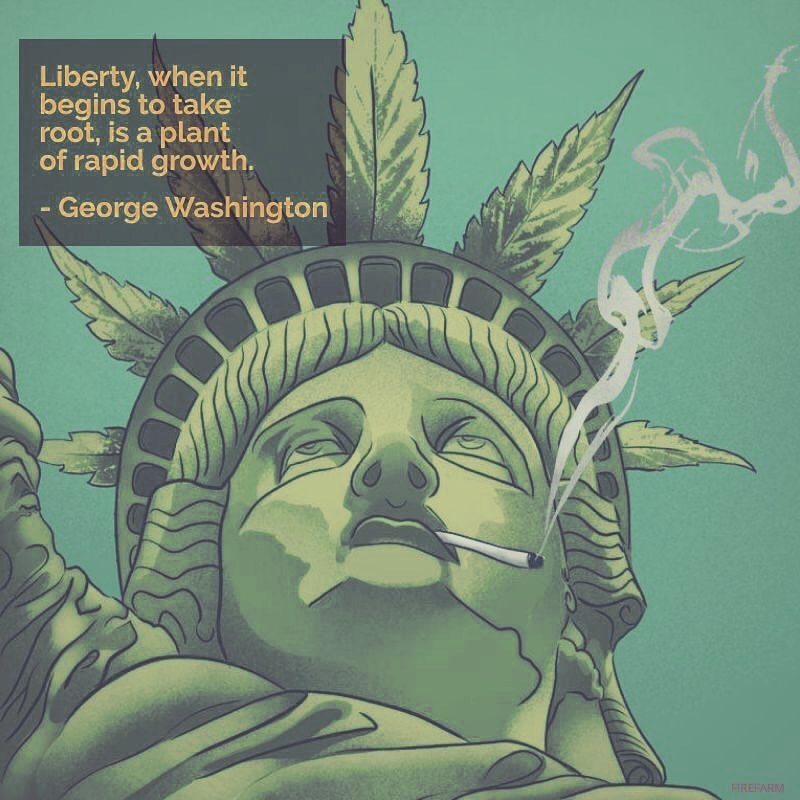 Liberty, when it
begins to take
root, is a plant
of rapid growth.
- George Washington
FIREFARM